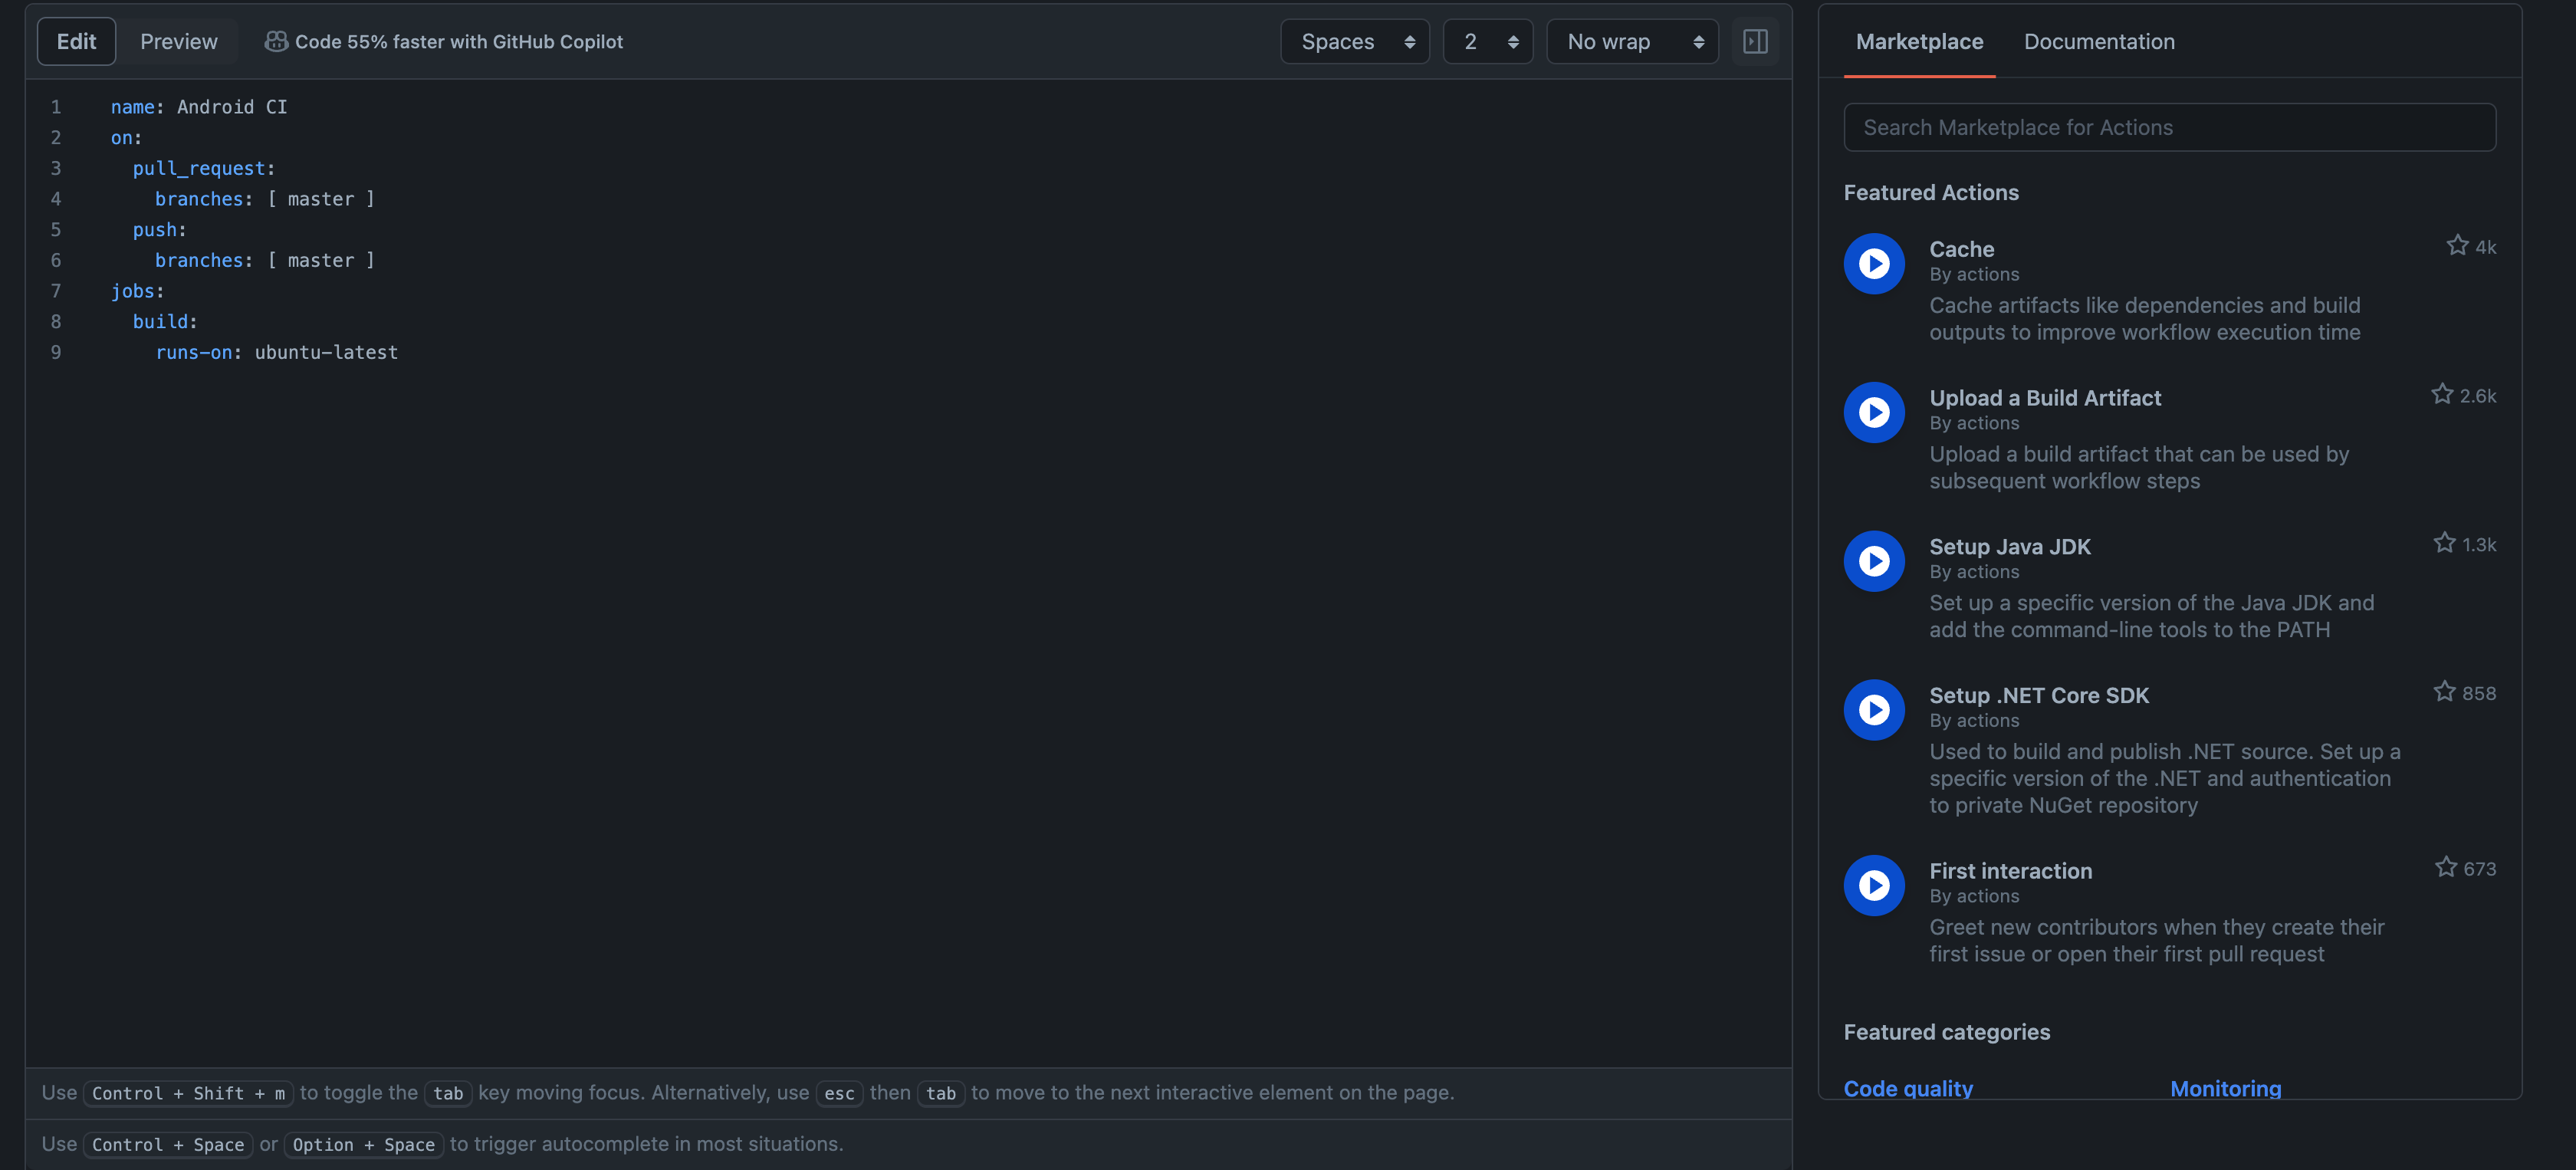 Edit Preview Code 55% faster with GitHub Copilot Spaces 2 No wrap
1 name: Android CI
2 on:
3   pull_request:
4     branches: [ master ]
5   push:
6     branches: [ master ]
7 jobs:
8   build:
9     runs-on: ubuntu-latest
Use Control + Shift + m to toggle the tab key moving focus. Alternatively, use esc then tab to move to the next interactive element on the page.
Use Control + Space or Option + Space to trigger autocomplete in most situations.
Marketplace Documentation
Search Marketplace for Actions
Featured Actions
Cache 4k
By actions
Cache artifacts like dependencies and build
outputs to improve workflow execution time
Upload a Build Artifact 2.6k
By actions
Upload a build artifact that can be used by
subsequent workflow steps
Setup Java JDK 1.3k
By actions
Set up a specific version of the Java JDK and
add the command-line tools to the PATH
Setup .NET Core SDK 858
By actions
Used to build and publish .NET source. Set up a
specific version of the .NET and authentication
to private NuGet repository
First interaction 673
By actions
Greet new contributors when they create their
first issue or open their first pull request
Featured categories
Code quality Monitoring